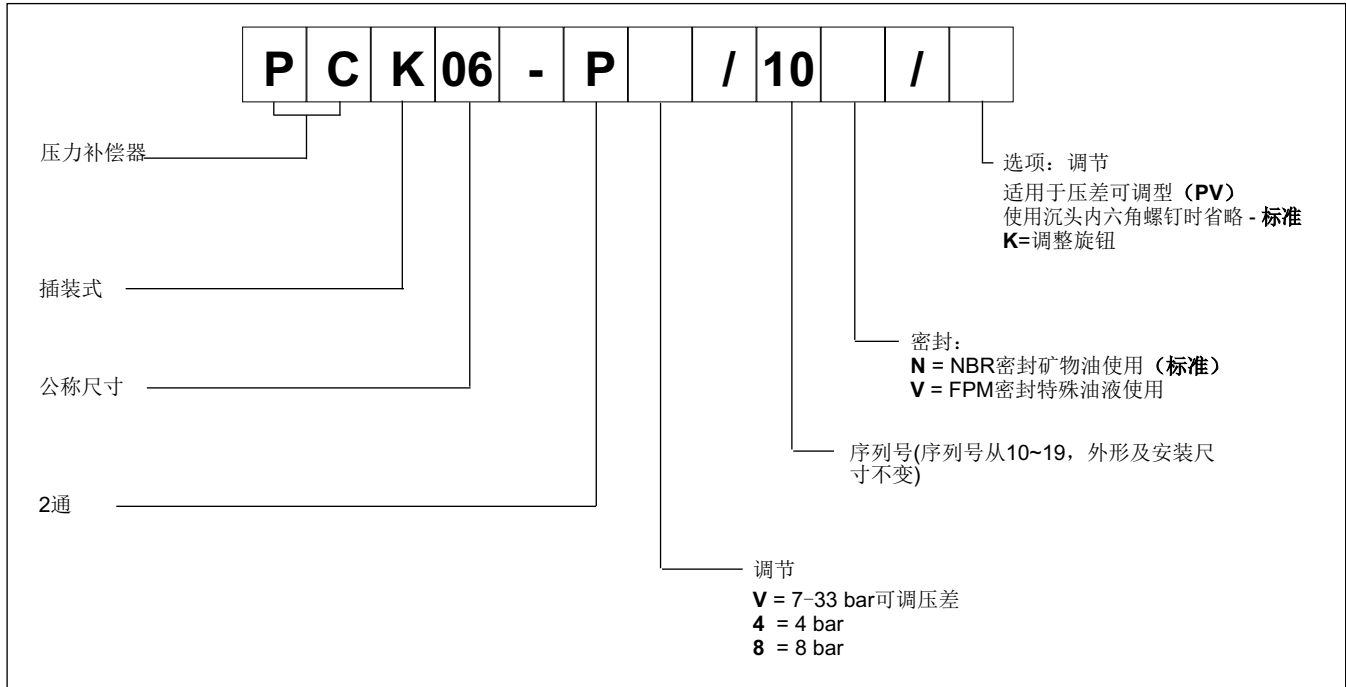 P C K 06 - P / 10 /
压力补偿器
选项：调节
适用于压差可调型（PV）
使用沉头内六角螺钉时省略 - 标准
K=调整旋钮
插装式
密封：
N = NBR密封矿物油使用（标准）
V = FPM密封特殊油液使用
公称尺寸
序列号(序列号从10~19，外形及安装尺
寸不变)
2通
调节
V = 7-33 bar可调压差
4 = 4 bar
8 = 8 bar